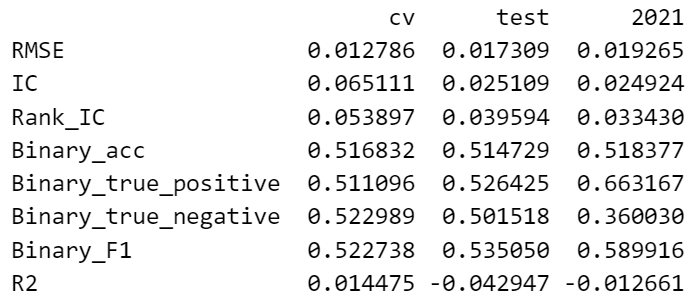 cv test 2021
RMSE 0.012786 0.017309 0.019265
IC 0.065111 0.025109 0.024924
Rank_IC 0.053897 0.039594 0.033430
Binary_acc 0.516832 0.514729 0.518377
Binary_true_positive 0.511096 0.526425 0.663167
Binary_true_negative 0.522989 0.501518 0.360030
Binary_F1 0.522738 0.535050 0.589916
R2 0.014475 -0.042947 -0.012661